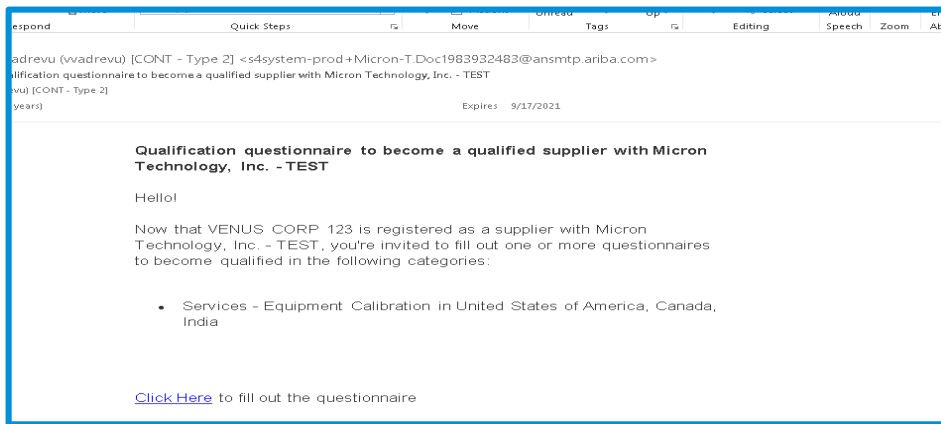 espond Quick Steps Move Tags Editing Speech Zoom
adrevu (vvadrevu) [CONT - Type 2] <s4system-prod+Micron-T.Doc1983932483@ansmtp.ariba.com>
lification questionnaire to become a qualified supplier with Micron Technology, Inc. - TEST
evu) [CONT - Type 2]
years) Expires 9/17/2021
Qualification questionnaire to become a qualified supplier with Micron
Technology, Inc. - TEST
Hello!
Now that VENUS CORP 123 is registered as a supplier with Micron
Technology, Inc. - TEST, you're invited to fill out one or more questionnaires
to become qualified in the following categories:
• Services - Equipment Calibration in United States of America, Canada,
India
Click Here to fill out the questionnaire